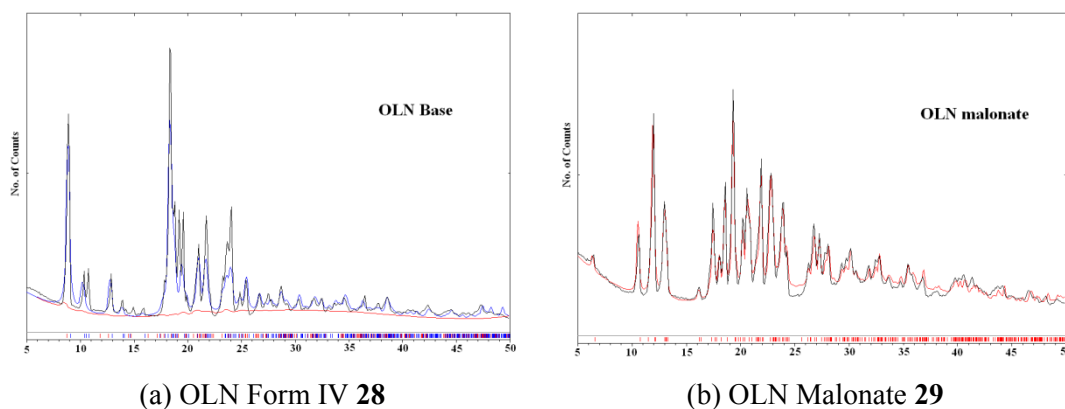 OLN Base
No. of Counts
5 10 15 20 25 30 35 40 45 50
(a) OLN Form IV 28
OLN malonate
No. of Counts
5 10 15 20 25 30 35 40 45 50
(b) OLN Malonate 29